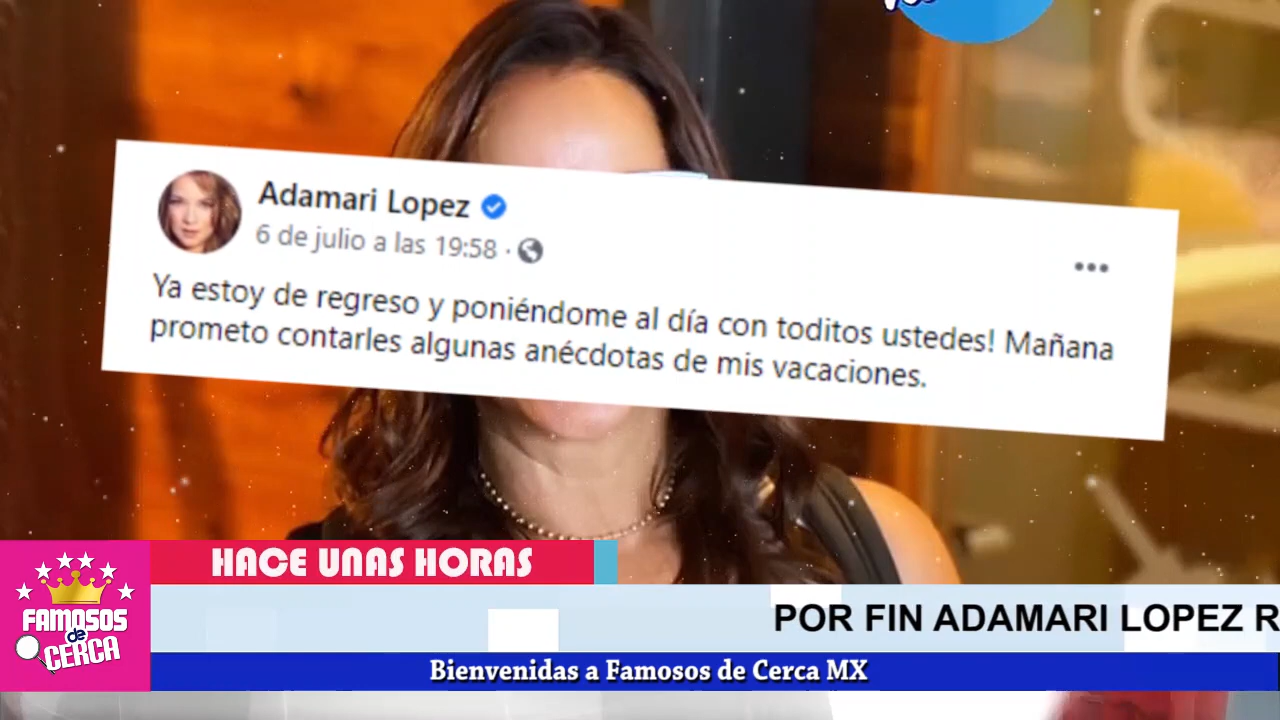 Adamari Lopez
6 de julio a las 19:58 ·
Ya estoy de regreso y poniéndome al día con toditos ustedes! Mañana
prometo contarles algunas anécdotas de mis vacaciones.
HACE UNAS HORAS
FAMOSOS
de
CERCA
POR FIN ADAMARI LOPEZ R
Bienvenidas a Famosos de Cerca MX